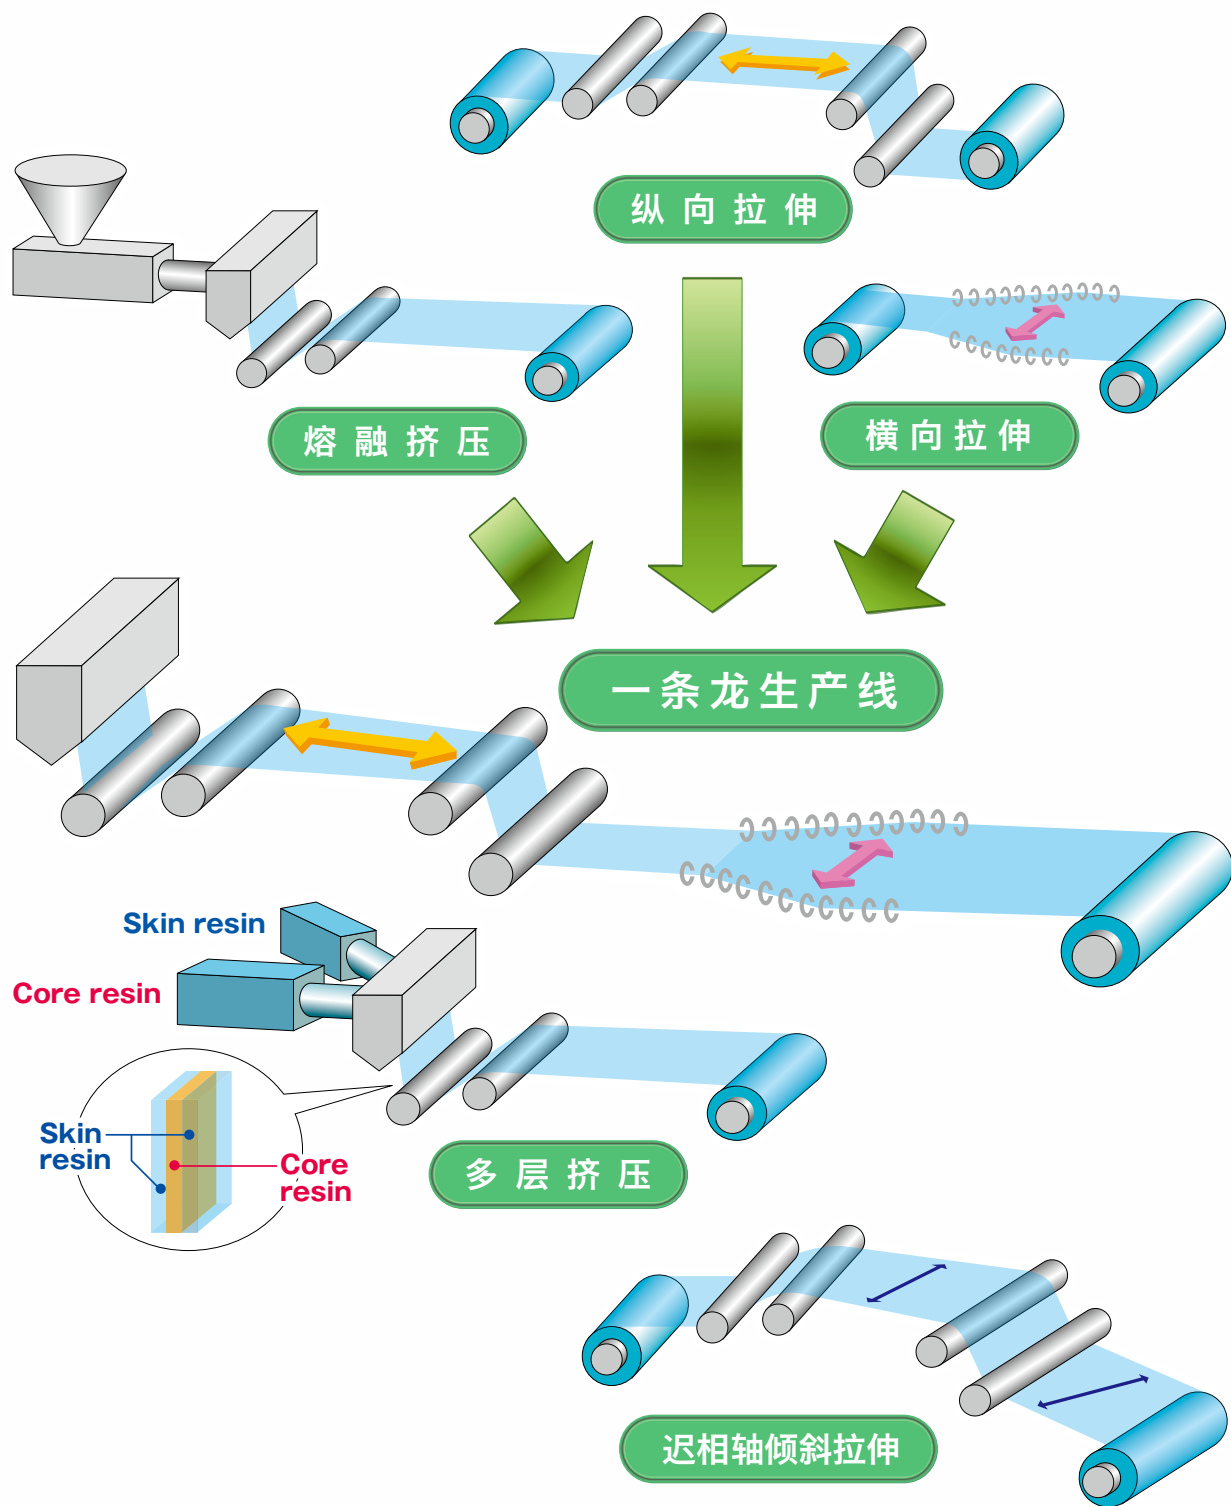 纵向拉伸
熔融挤压
横向拉伸
一条龙生产线
Skin resin
Core resin
Skin
resin
Core
resin
多层挤压
迟相轴倾斜拉伸